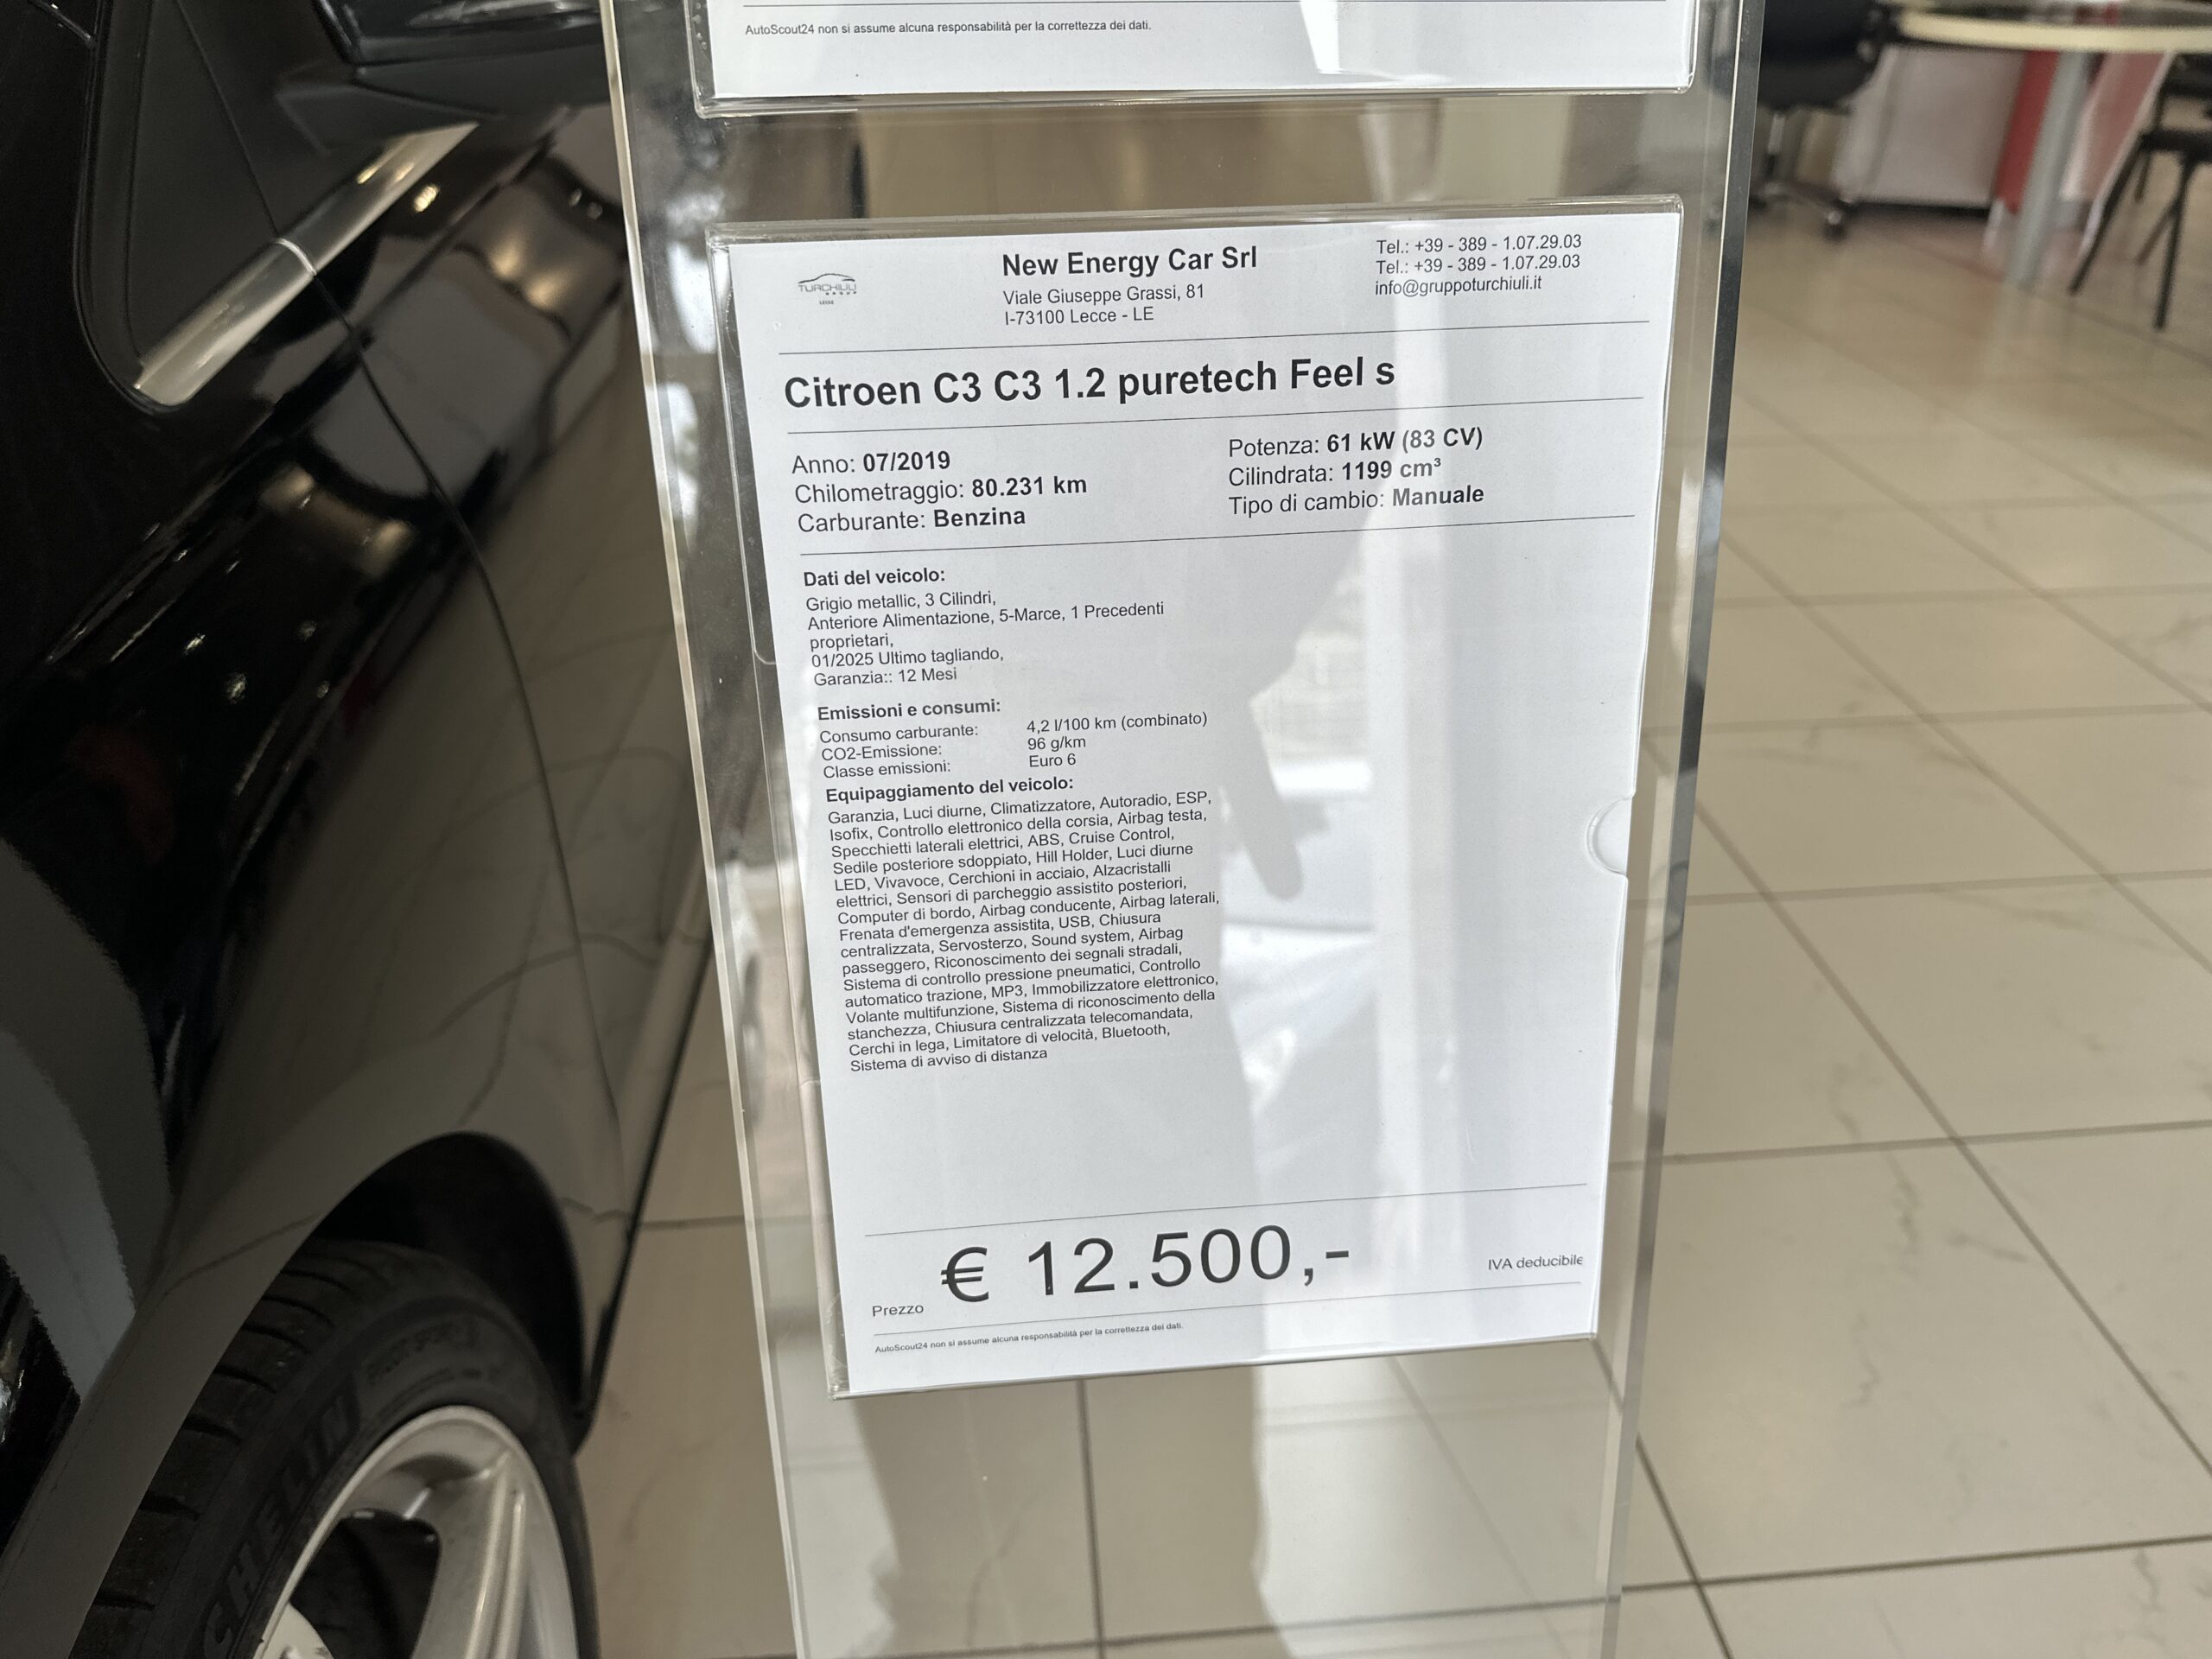 AutoScout24 non si assume alcuna responsabilità per la correttezza dei dati.
TURCHIULI
New Energy Car Srl
Viale Giuseppe Grassi, 81
I-73100 Lecce - LE
Tel.: +39 - 389 - 1.07.29.03
Tel.: +39 - 389 - 1.07.29.03
info@gruppoturchiuli.it
Citroen C3 C3 1.2 puretech Feel s
Anno: 07/2019
Chilometraggio: 80.231 km
Carburante: Benzina
Potenza: 61 kW (83 CV)
Cilindrata: 1199 cm³
Tipo di cambio: Manuale
Dati del veicolo:
Grigio metallic, 3 Cilindri,
Anteriore Alimentazione, 5-Marce, 1 Precedenti
proprietari,
01/2025 Ultimo tagliando,
Garanzia:: 12 Mesi
Emissioni e consumi:
Consumo carburante: 4,2 l/100 km (combinato)
CO2-Emissione: 96 g/km
Classe emissioni: Euro 6
Equipaggiamento del veicolo:
Garanzia, Luci diurne, Climatizzatore, Autoradio, ESP,
Isofix, Controllo elettronico della corsia, Airbag testa,
Specchietti laterali elettrici, ABS, Cruise Control,
Sedile posteriore sdoppiato, Hill Holder, Luci diurne
LED, Vivavoce, Cerchioni in acciaio, Alzacristalli
elettrici, Sensori di parcheggio assistito posteriori,
Computer di bordo, Airbag conducente, Airbag laterali,
Frenata d'emergenza assistita, USB, Chiusura
centralizzata, Servosterzo, Sound system, Airbag
passeggero, Riconoscimento dei segnali stradali,
Sistema di controllo pressione pneumatici, Controllo
automatico trazione, MP3, Immobilizzatore elettronico,
Volante multifunzione, Sistema di riconoscimento della
stanchezza, Chiusura centralizzata telecomandata,
Cerchi in lega, Limitatore di velocità, Bluetooth,
Sistema di avviso di distanza
Prezzo € 12.500,- IVA deducibile
AutoScout24 non si assume alcuna responsabilità per la correttezza dei dati.
CHELIN